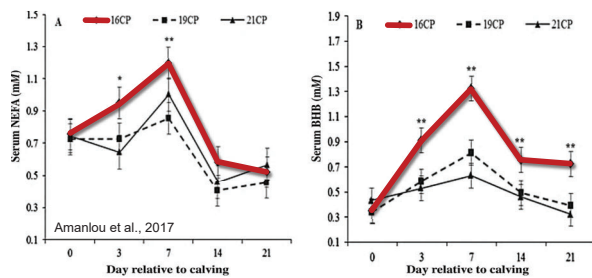 A
16CP
19CP
21CP
Serum NEFA (mM)
1.5
1.3
1.1
0.9
0.7
0.5
0.3
0.1
*
**
Amanlou et al., 2017
0
3
7
14
21
Day relative to calving
B
16CP
19CP
21CP
Serum BHB (mM)
1.5
1.3
1.1
0.9
0.7
0.5
0.3
0.1
**
**
**
**
0
3
7
14
21
Day relative to calving